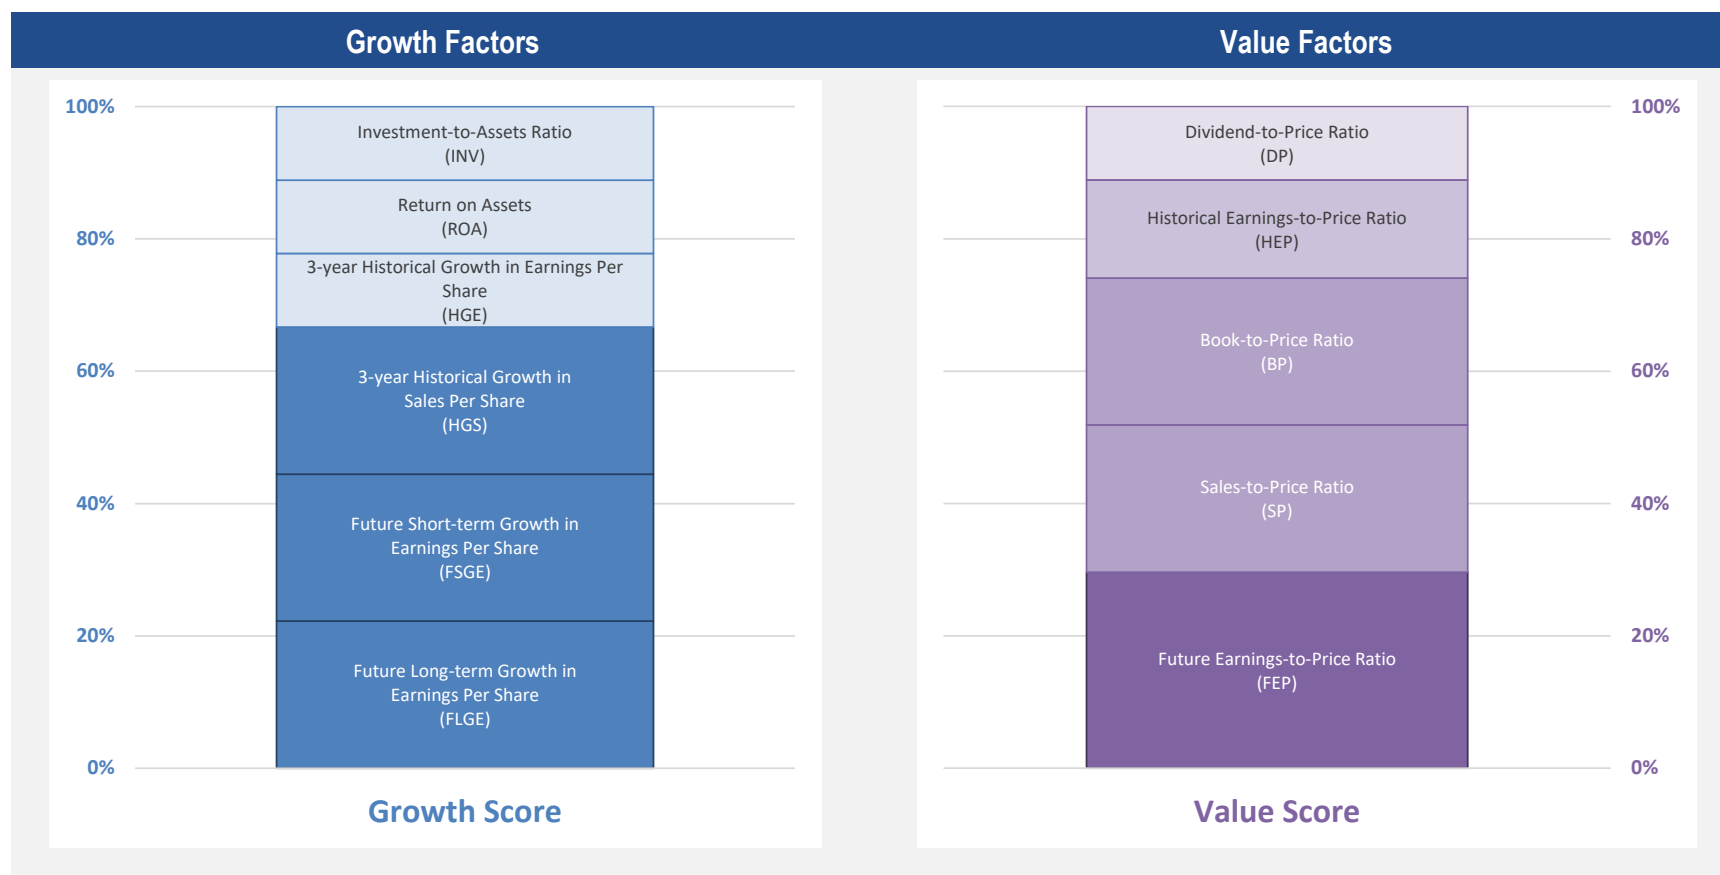 Growth Factors
Value Factors
100%
80%
60%
40%
20%
0%
Investment-to-Assets Ratio
(INV)
Return on Assets
(ROA)
3-year Historical Growth in Earnings Per
Share
(HGE)
3-year Historical Growth in
Sales Per Share
(HGS)
Future Short-term Growth in
Earnings Per Share
(FSGE)
Future Long-term Growth in
Earnings Per Share
(FLGE)
Growth Score
Dividend-to-Price Ratio
(DP)
Historical Earnings-to-Price Ratio
(HEP)
Book-to-Price Ratio
(BP)
Sales-to-Price Ratio
(SP)
Future Earnings-to-Price Ratio
(FEP)
100%
80%
60%
40%
20%
0%
Value Score